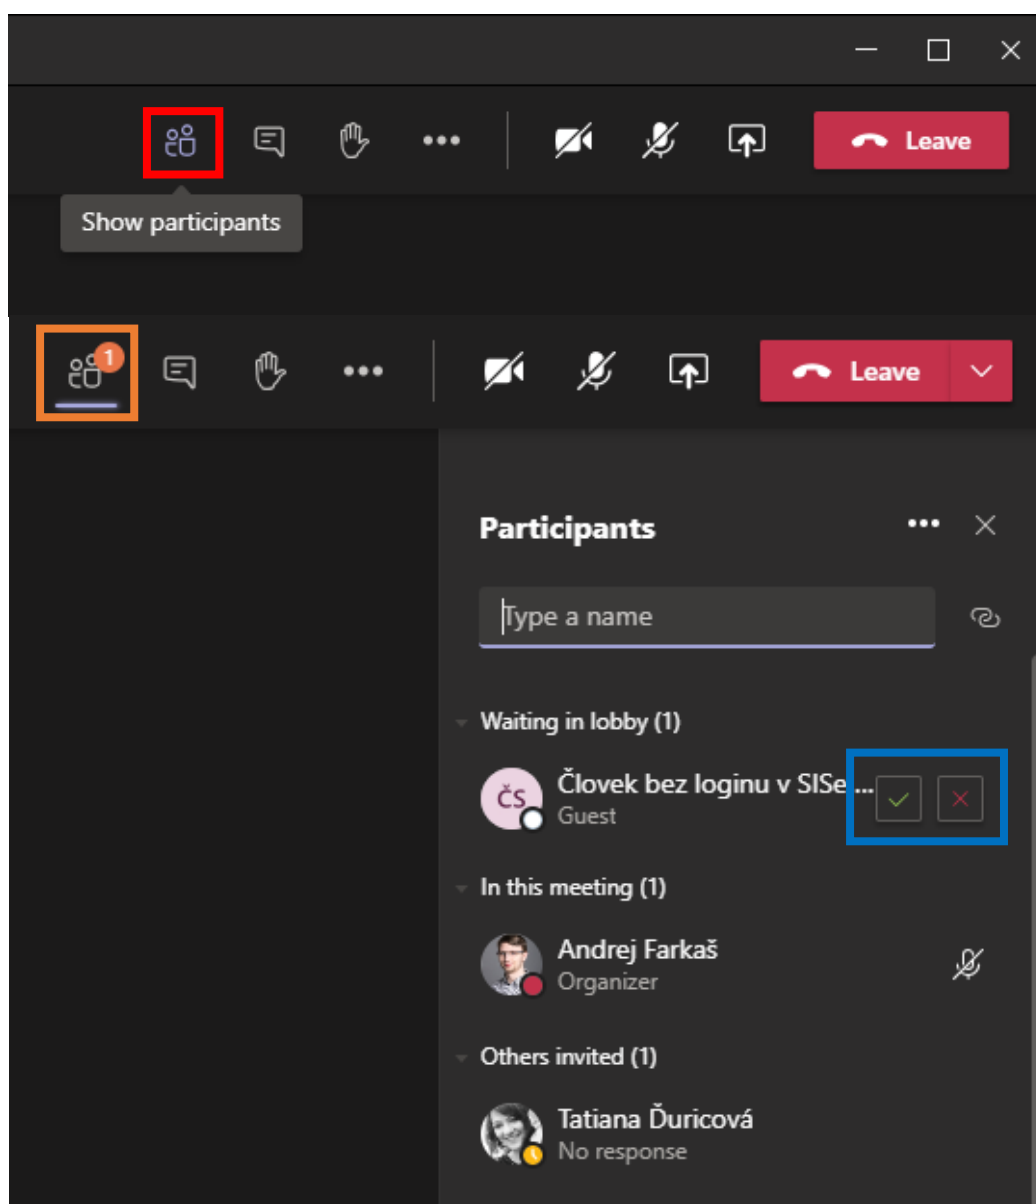 Leave
Show participants
1
Leave
Participants
Type a name
Waiting in lobby (1)
ČS
Človek bez loginu v SISe ...
Guest
In this meeting (1)
Andrej Farkaš
Organizer
Others invited (1)
Tatiana Ďuricová
No response